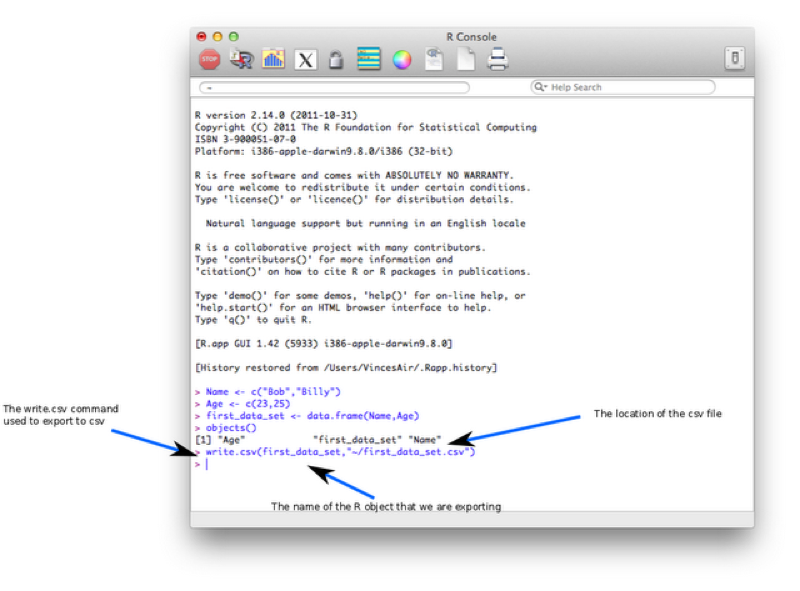 R Console
STOP
X
Help Search
R version 2.14.0 (2011-10-31)
Copyright (C) 2011 The R Foundation for Statistical Computing
ISBN 3-900051-07-0
Platform: i386-apple-darwin9.8.0/i386 (32-bit)
R is free software and comes with ABSOLUTELY NO WARRANTY.
You are welcome to redistribute it under certain conditions.
Type 'license()' or 'licence()' for distribution details.
Natural language support but running in an English locale
R is a collaborative project with many contributors.
Type 'contributors()' for more information and
'citation()' on how to cite R or R packages in publications.
Type 'demo()' for some demos, 'help()' for on-line help, or
'help.start()' for an HTML browser interface to help.
Type 'q()' to quit R.
[R.app GUI 1.42 (5933) i386-apple-darwin9.8.0]
[History restored from /Users/VincesAir/.Rapp.history]
> Name <- c("Bob","Billy")
> Age <- c(23,25)
> first_data_set <- data.frame(Name,Age)
> objects()
[1] "Age" "first_data_set" "Name"
> write.csv(first_data_set,"~/first_data_set.csv")
>
The write.csv command
used to export to csv
The location of the csv file
The name of the R object that we are exporting